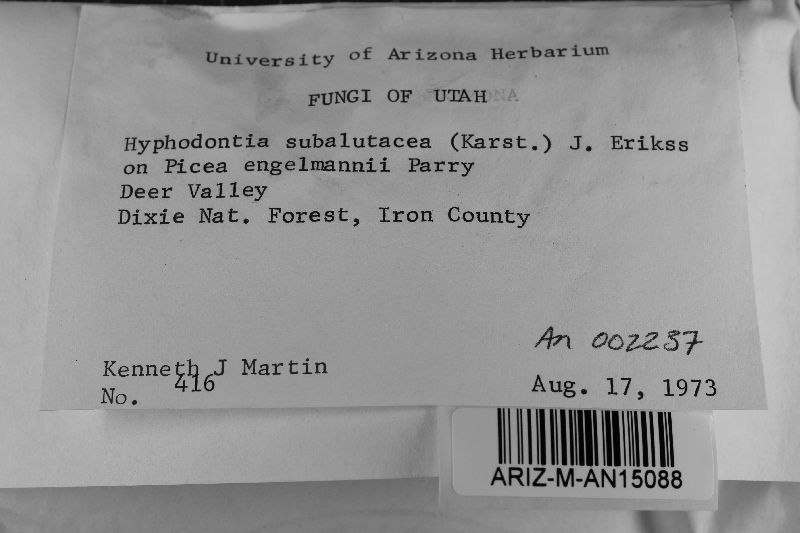 University of Arizona Herbarium
FUNGI OF UTAH
Hyphodontia subalutacea (Karst.) J. Erikss
on Picea engelmannii Parry
Deer Valley
Dixie Nat. Forest, Iron County
An 002237
Kenneth J Martin
No. 416
Aug. 17, 1973
ARIZ-M-AN15088